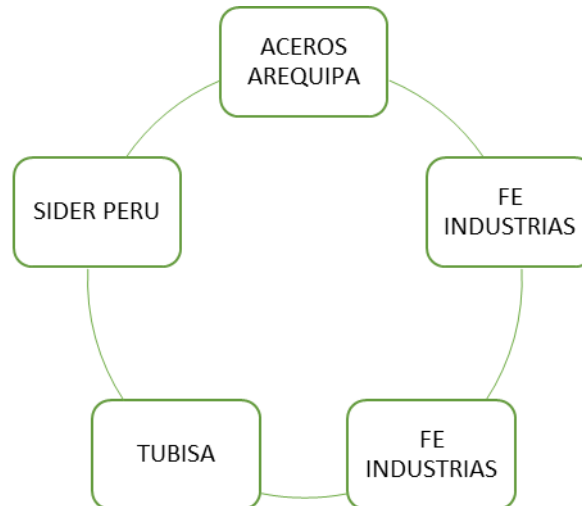 ACEROS
AREQUIPA
SIDER PERU
FE
INDUSTRIAS
TUBISA
FE
INDUSTRIAS